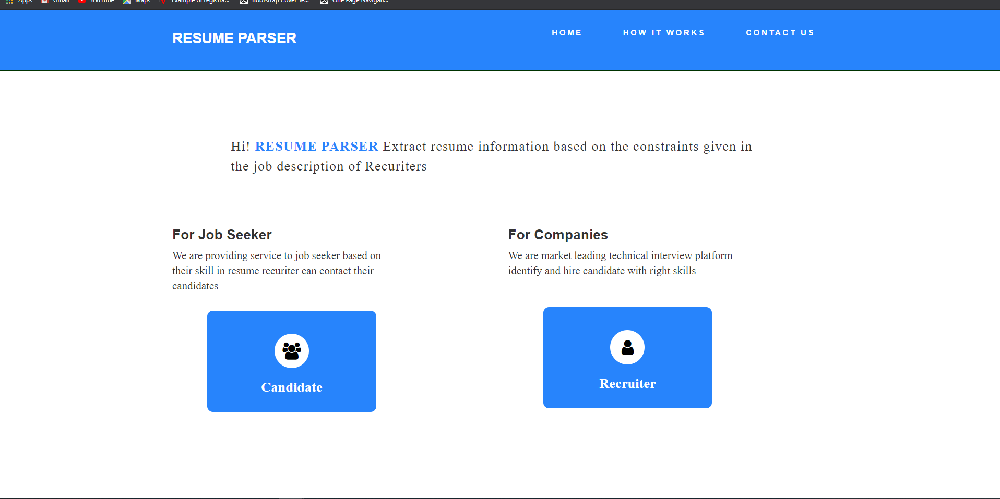 Apps Gmail YouTube Maps Example of registra... Bootstrap Cover Te... One Page Navigati...
RESUME PARSER
HOME HOW IT WORKS CONTACT US
Hi! RESUME PARSER Extract resume information based on the constraints given in
the job description of Recuriters
For Job Seeker
We are providing service to job seeker based on
their skill in resume recuriter can contact their
candidates
Candidate
For Companies
We are market leading technical interview platform
identify and hire candidate with right skills
Recruiter